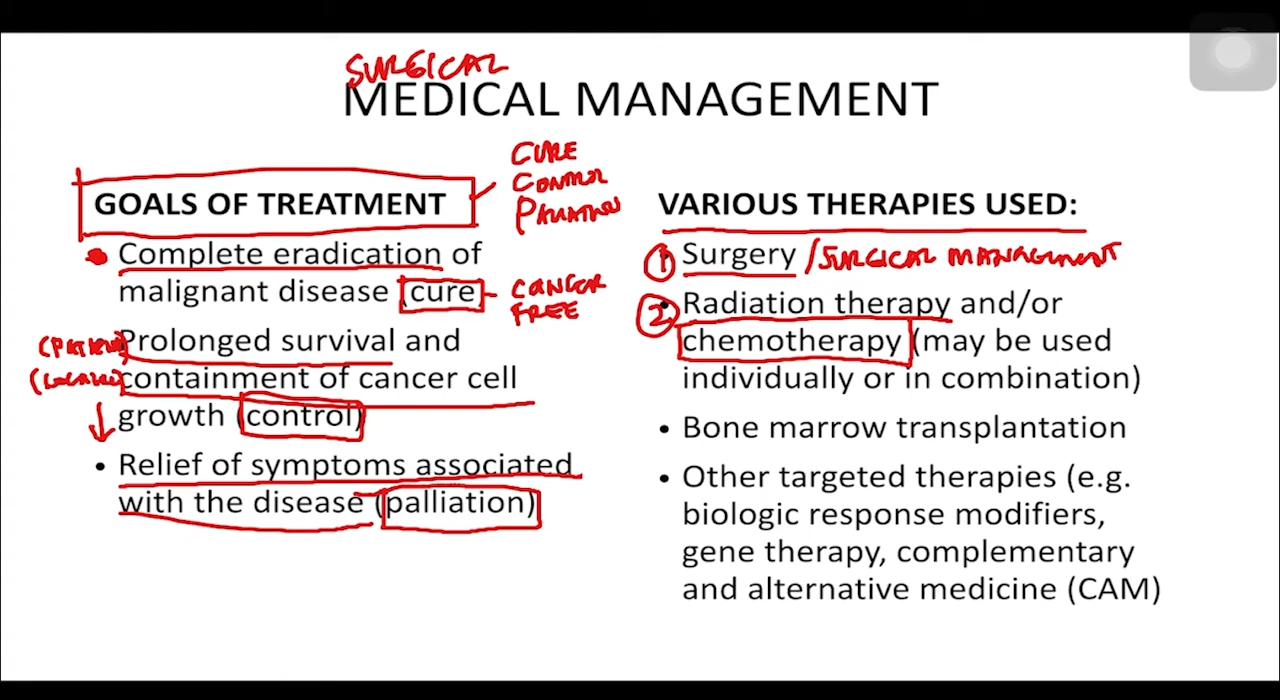 SURGICAL
MEDICAL MANAGEMENT
CURE
CONTROL
PALLIATION
GOALS OF TREATMENT
• Complete eradication of
malignant disease (cure) - CANCER
FREE
Prolonged survival and
containment of cancer cell
growth (control)
• Relief of symptoms associated
with the disease (palliation)
VARIOUS THERAPIES USED:
1 Surgery / SURGICAL MANAGEMENT
2 Radiation therapy and/or
chemotherapy (may be used
individually or in combination)
• Bone marrow transplantation
• Other targeted therapies (e.g.
biologic response modifiers,
gene therapy, complementary
and alternative medicine (CAM)